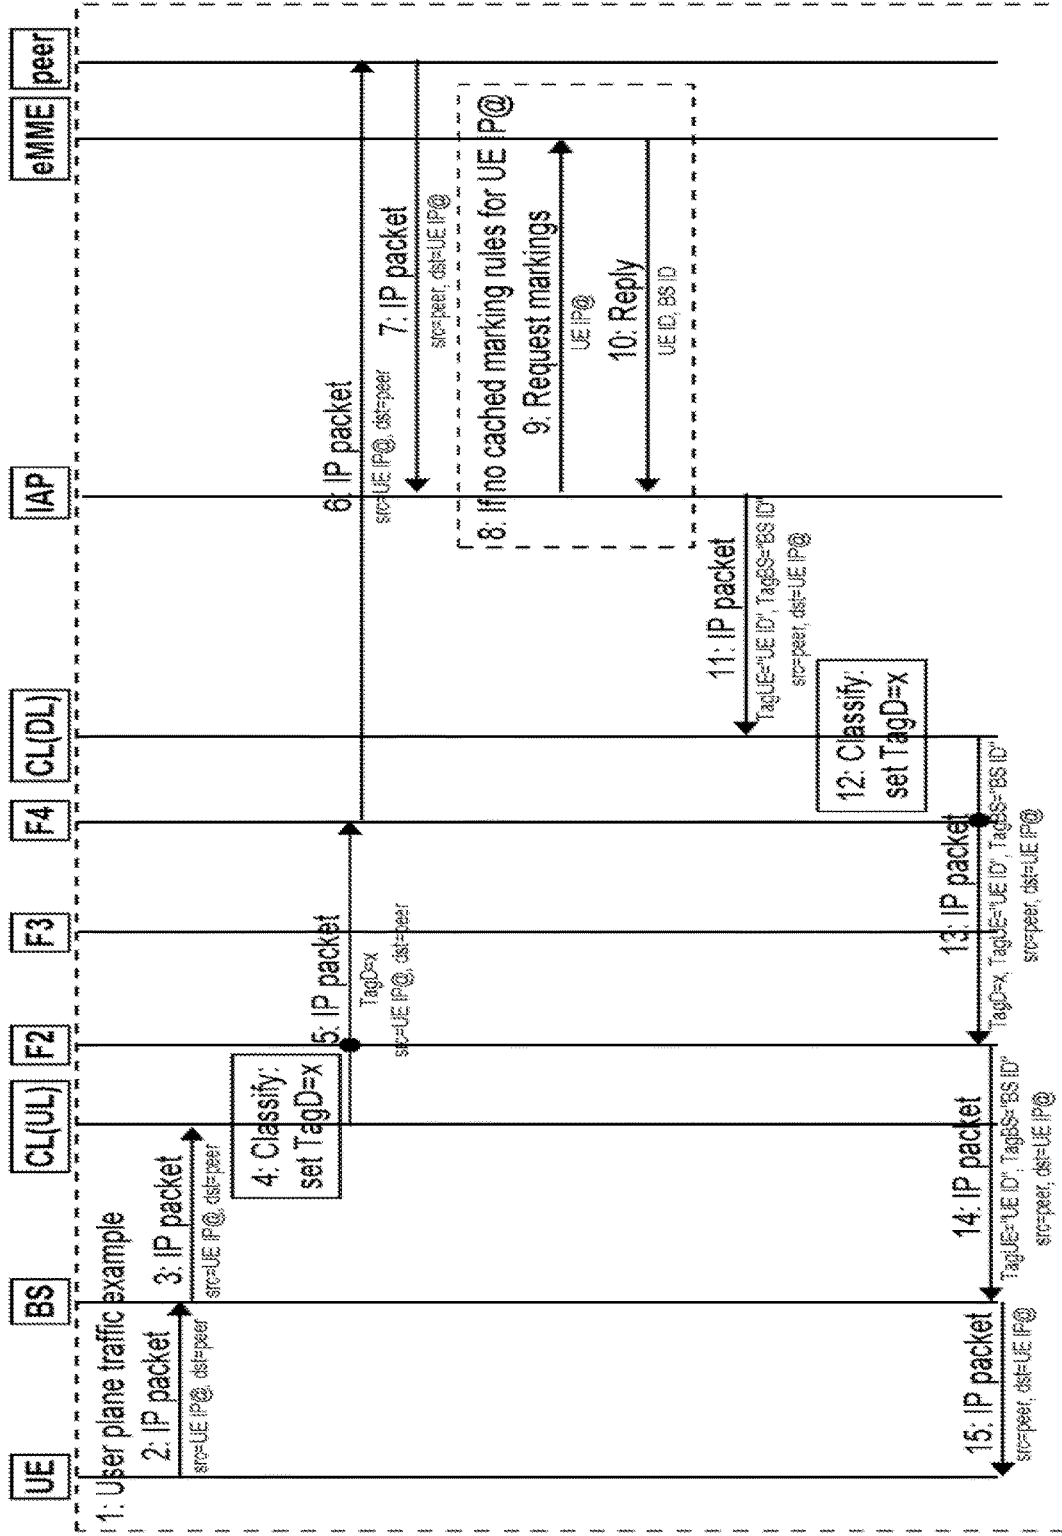 UE
BS
CL(UL)
F2
F3
F4
CL(DL)
IAP
eMME
peer
1: User plane traffic example
2: IP packet
src=UE IP@, dst=peer
3: IP packet
src=UE IP@, dst=peer
4: Classify:
set TagD=x
5: IP packet
TagD=x
src=UE IP@, dst=peer
6: IP packet
src=UE IP@, dst=peer
7: IP packet
src=peer, dst=UE IP@
8: If no cached marking rules for UE IP@
9: Request markings
UE IP@
10: Reply
UE ID, BS ID
11: IP packet
TagUE="UE ID", TagBS="BS ID"
src=peer, dst=UE IP@
12: Classify:
set TagD=x
13: IP packet
TagD=x, TagUE="UE ID", TagBS="BS ID"
src=peer, dst=UE IP@
14: IP packet
TagUE="UE ID", TagBS="BS ID"
src=peer, dst=UE IP@
15: IP packet
src=peer, dst=UE IP@